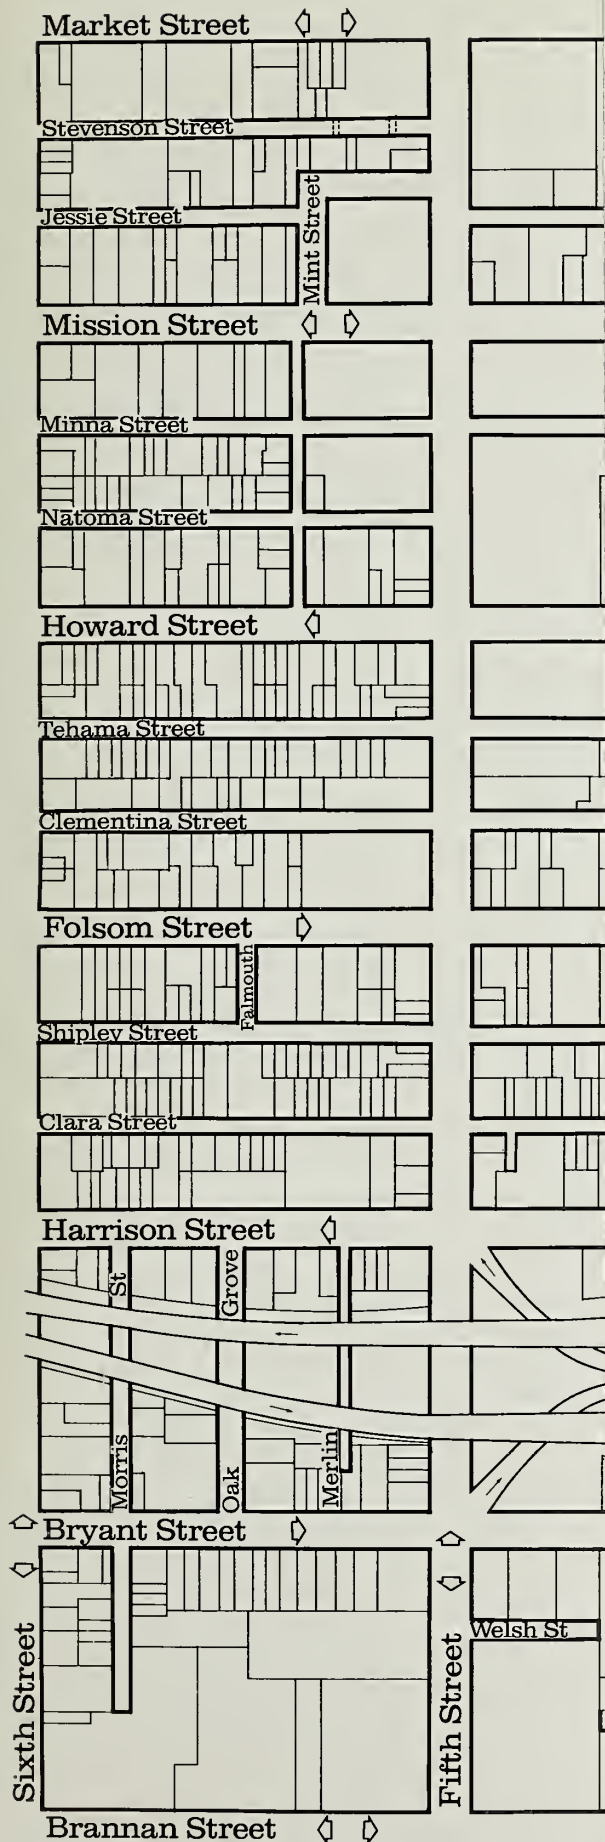 Market Street
Stevenson Street
Jessie Street
Mint Street
Mission Street
Minna Street
Natoma Street
Howard Street
Tehama Street
Clementina Street
Folsom Street
Falmouth
Shipley Street
Clara Street
Harrison Street
Morris St
Oak Grove
Merlin
Bryant Street
Sixth Street
Fifth Street
Welsh St
Brannan Street